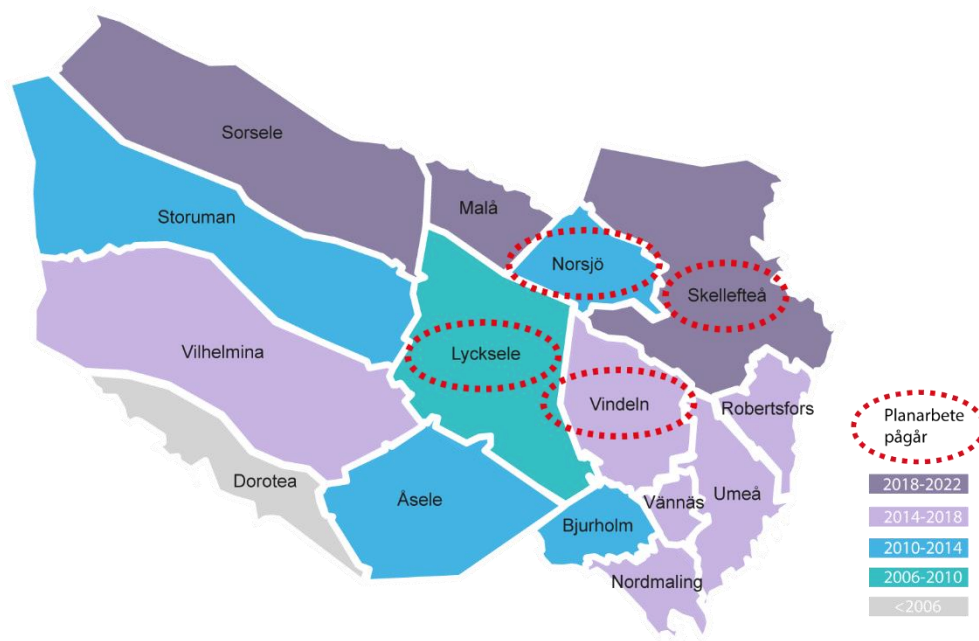 Sorsele
Malå
Storuman
Norsjö
Skellefteå
Vilhelmina
Lycksele
Vindeln
Robertsfors
Dorotea
Åsele
Bjurholm
Vännäs
Umeå
Nordmaling
Planarbete
pågår
2018-2022
2014-2018
2010-2014
2006-2010
<2006